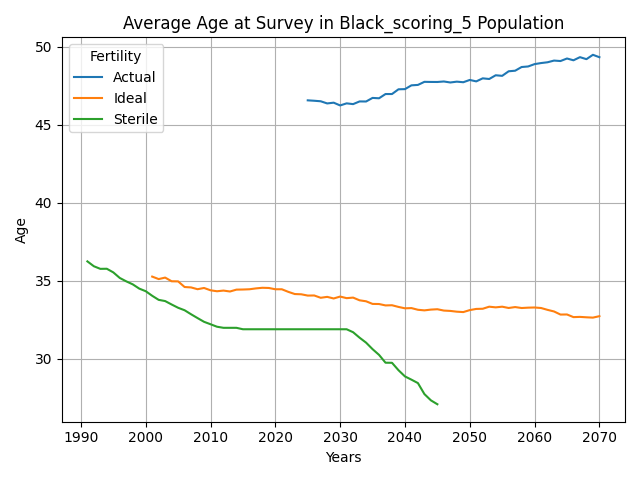 Average Age at Survey in Black_scoring_5 Population
Fertility
Actual
Ideal
Sterile
50
45
40
35
30
Age
1990 2000 2010 2020 2030 2040 2050 2060 2070
Years